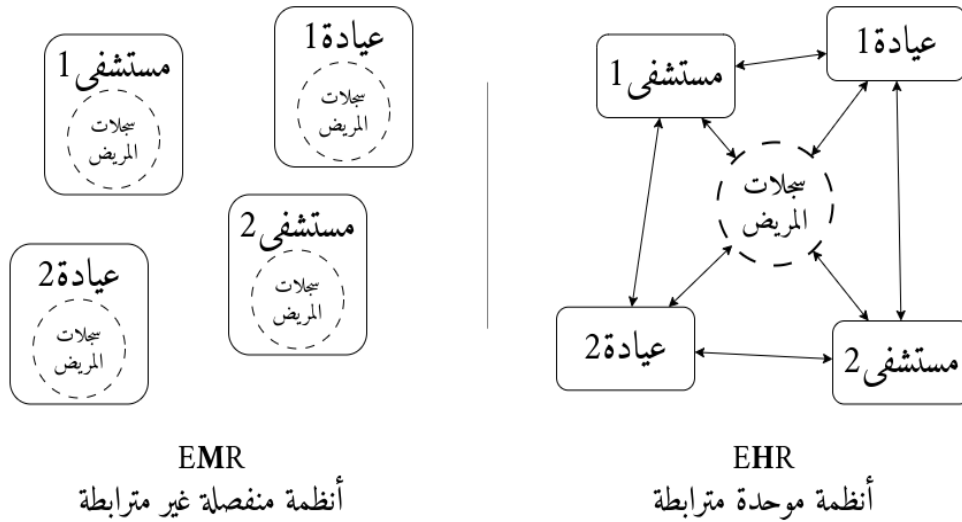 مستشفى1
سجلات
المريض
عيادة1
سجلات
المريض
مستشفى2
سجلات
المريض
عيادة2
سجلات
المريض
EMR
أنظمة منفصلة غير مترابطة
عيادة1
مستشفى1
سجلات
المريض
عيادة2
مستشفى2
EHR
أنظمة موحدة مترابطة